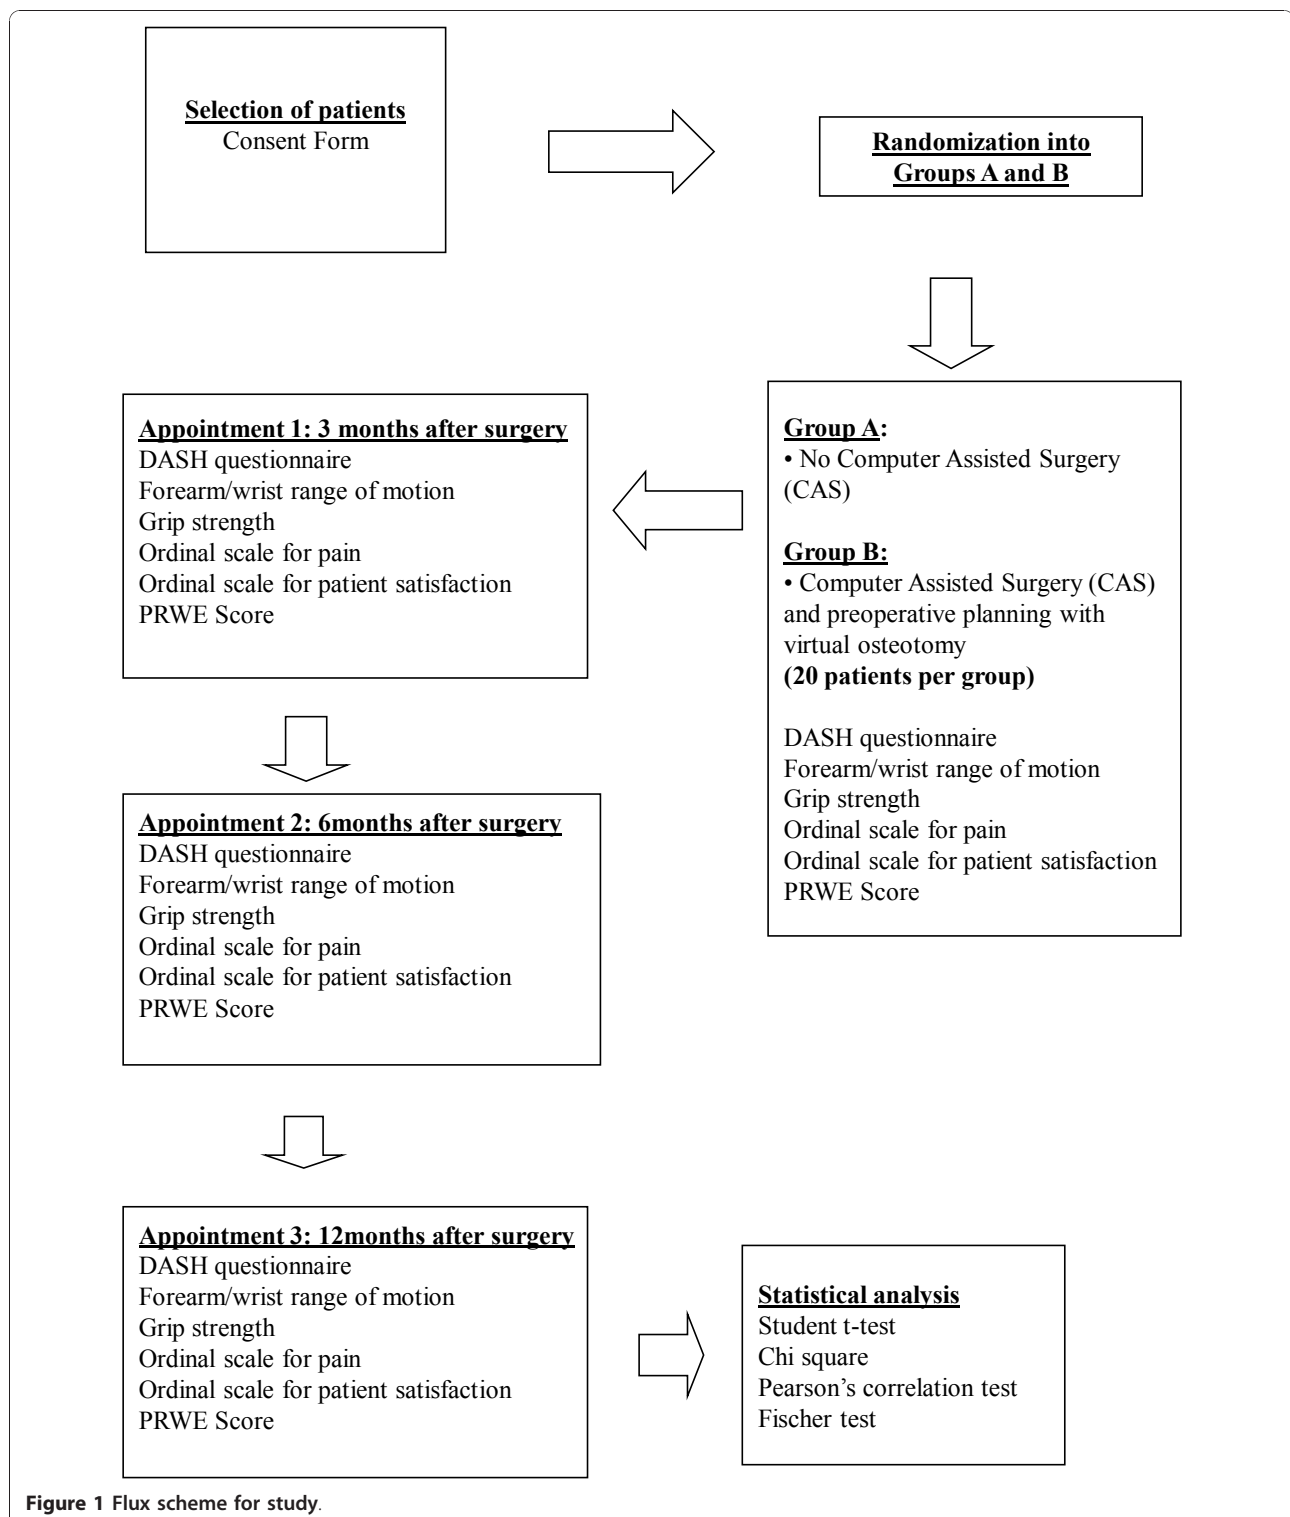 Selection of patients
Consent Form
Randomization into
Groups A and B
Group A:
• No Computer Assisted Surgery
(CAS)
Group B:
• Computer Assisted Surgery (CAS)
and preoperative planning with
virtual osteotomy
(20 patients per group)
DASH questionnaire
Forearm/wrist range of motion
Grip strength
Ordinal scale for pain
Ordinal scale for patient satisfaction
PRWE Score
Appointment 1: 3 months after surgery
DASH questionnaire
Forearm/wrist range of motion
Grip strength
Ordinal scale for pain
Ordinal scale for patient satisfaction
PRWE Score
Appointment 2: 6months after surgery
DASH questionnaire
Forearm/wrist range of motion
Grip strength
Ordinal scale for pain
Ordinal scale for patient satisfaction
PRWE Score
Appointment 3: 12months after surgery
DASH questionnaire
Forearm/wrist range of motion
Grip strength
Ordinal scale for pain
Ordinal scale for patient satisfaction
PRWE Score
Statistical analysis
Student t-test
Chi square
Pearson’s correlation test
Fischer test
Figure 1 Flux scheme for study.